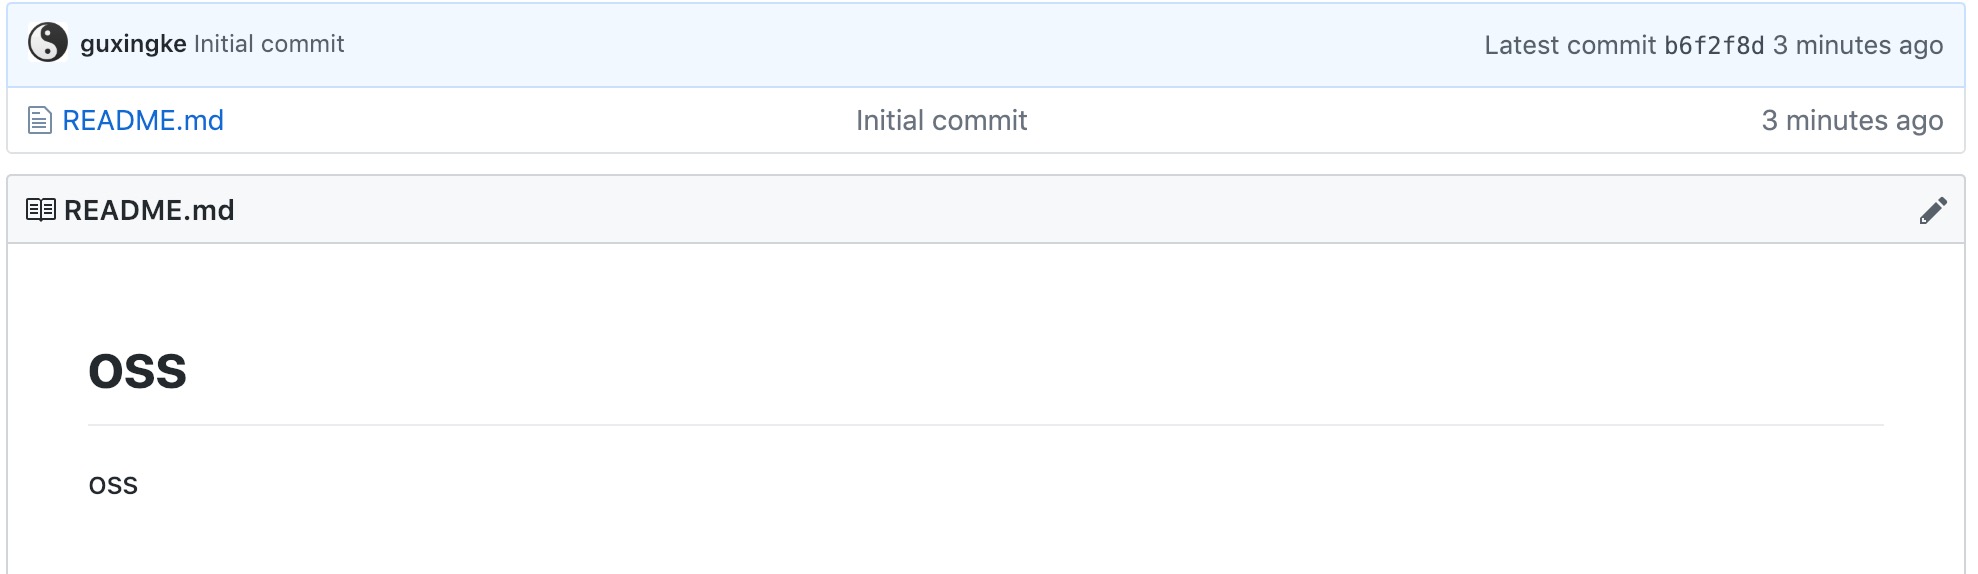 guxingke Initial commit Latest commit b6f2f8d 3 minutes ago
README.md Initial commit 3 minutes ago
README.md
oss
oss